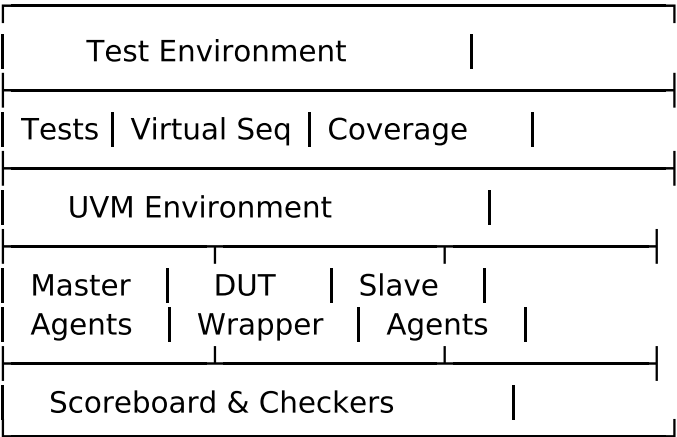 Test Environment
Tests | Virtual Seq | Coverage |
UVM Environment
Master | DUT | Slave |
Agents | Wrapper | Agents |
Scoreboard & Checkers